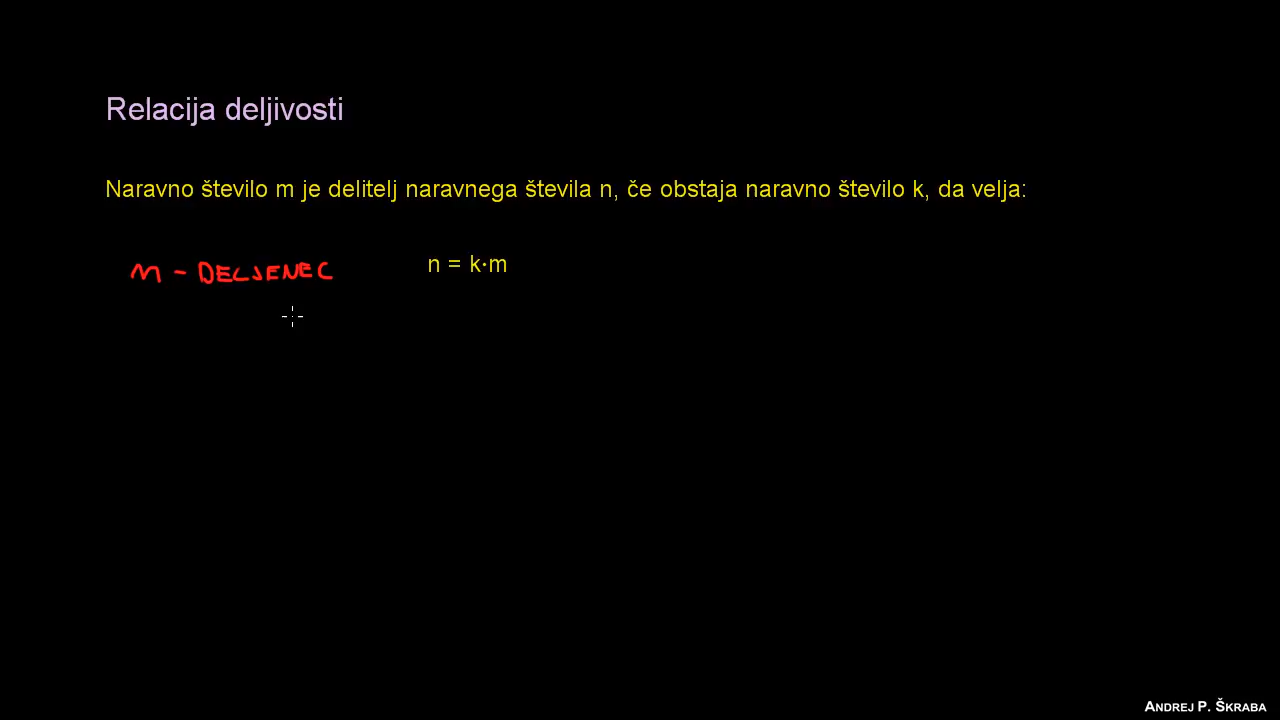 Relacija deljivosti
Naravno število m je delitelj naravnega števila n, če obstaja naravno število k, da velja:
n = k·m
m - DELJENEC
ANDREJ P. ŠKRABA